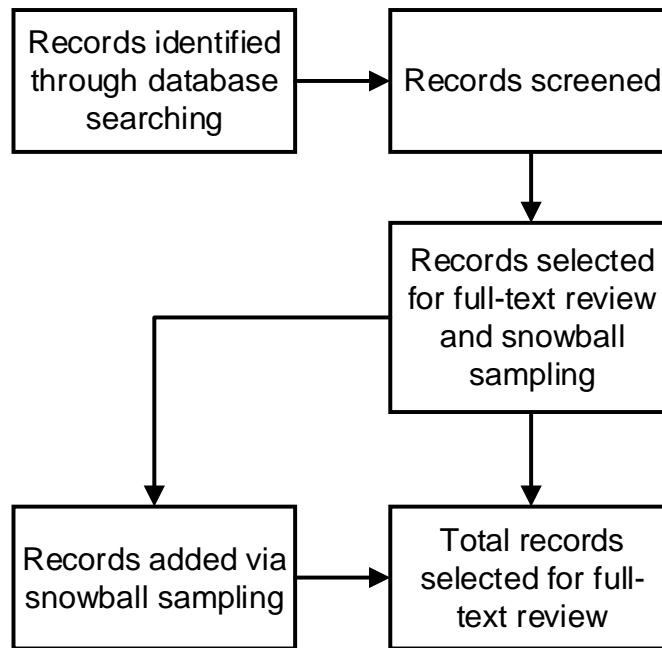 Records identified
through database
searching
Records screened
Records selected
for full-text review
and snowball
sampling
Records added via
snowball sampling
Total records
selected for full-
text review